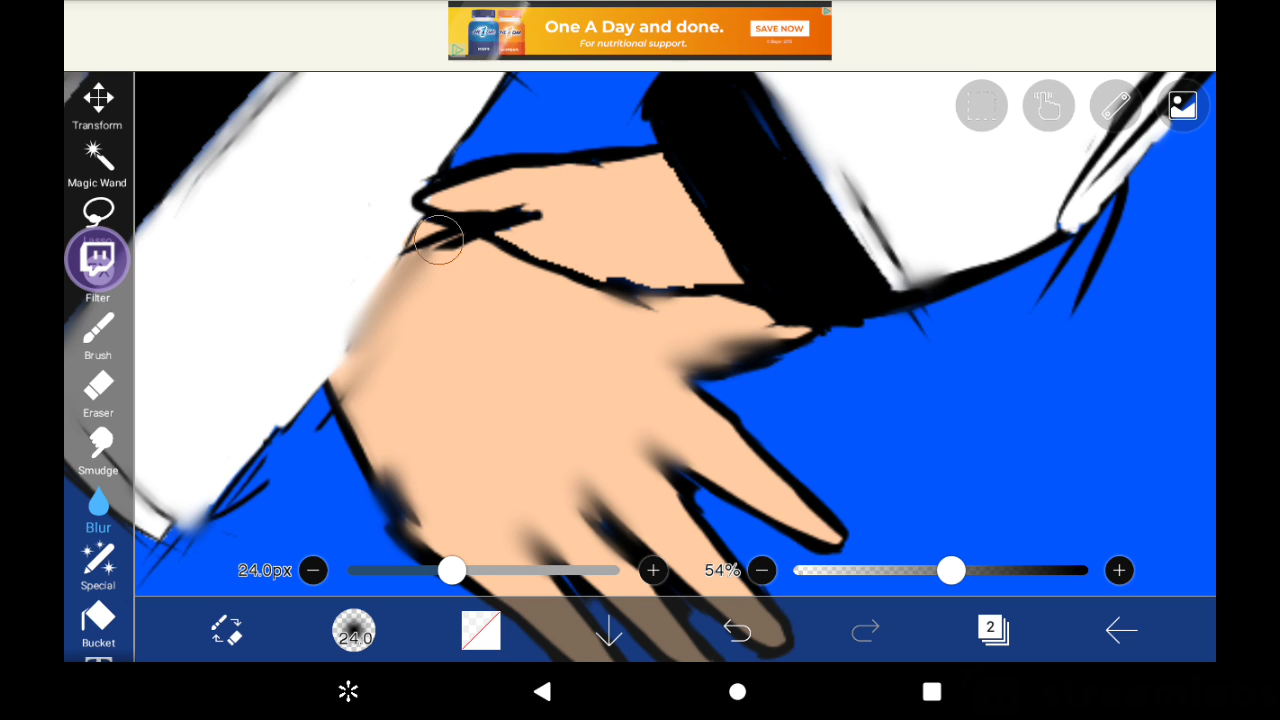 One A Day and done.
For nutritional support.
SAVE NOW
Transform
Magic Wand
Filter
Brush
Eraser
Smudge
Blur
Special
Bucket
24.0px
54%
24.0
2